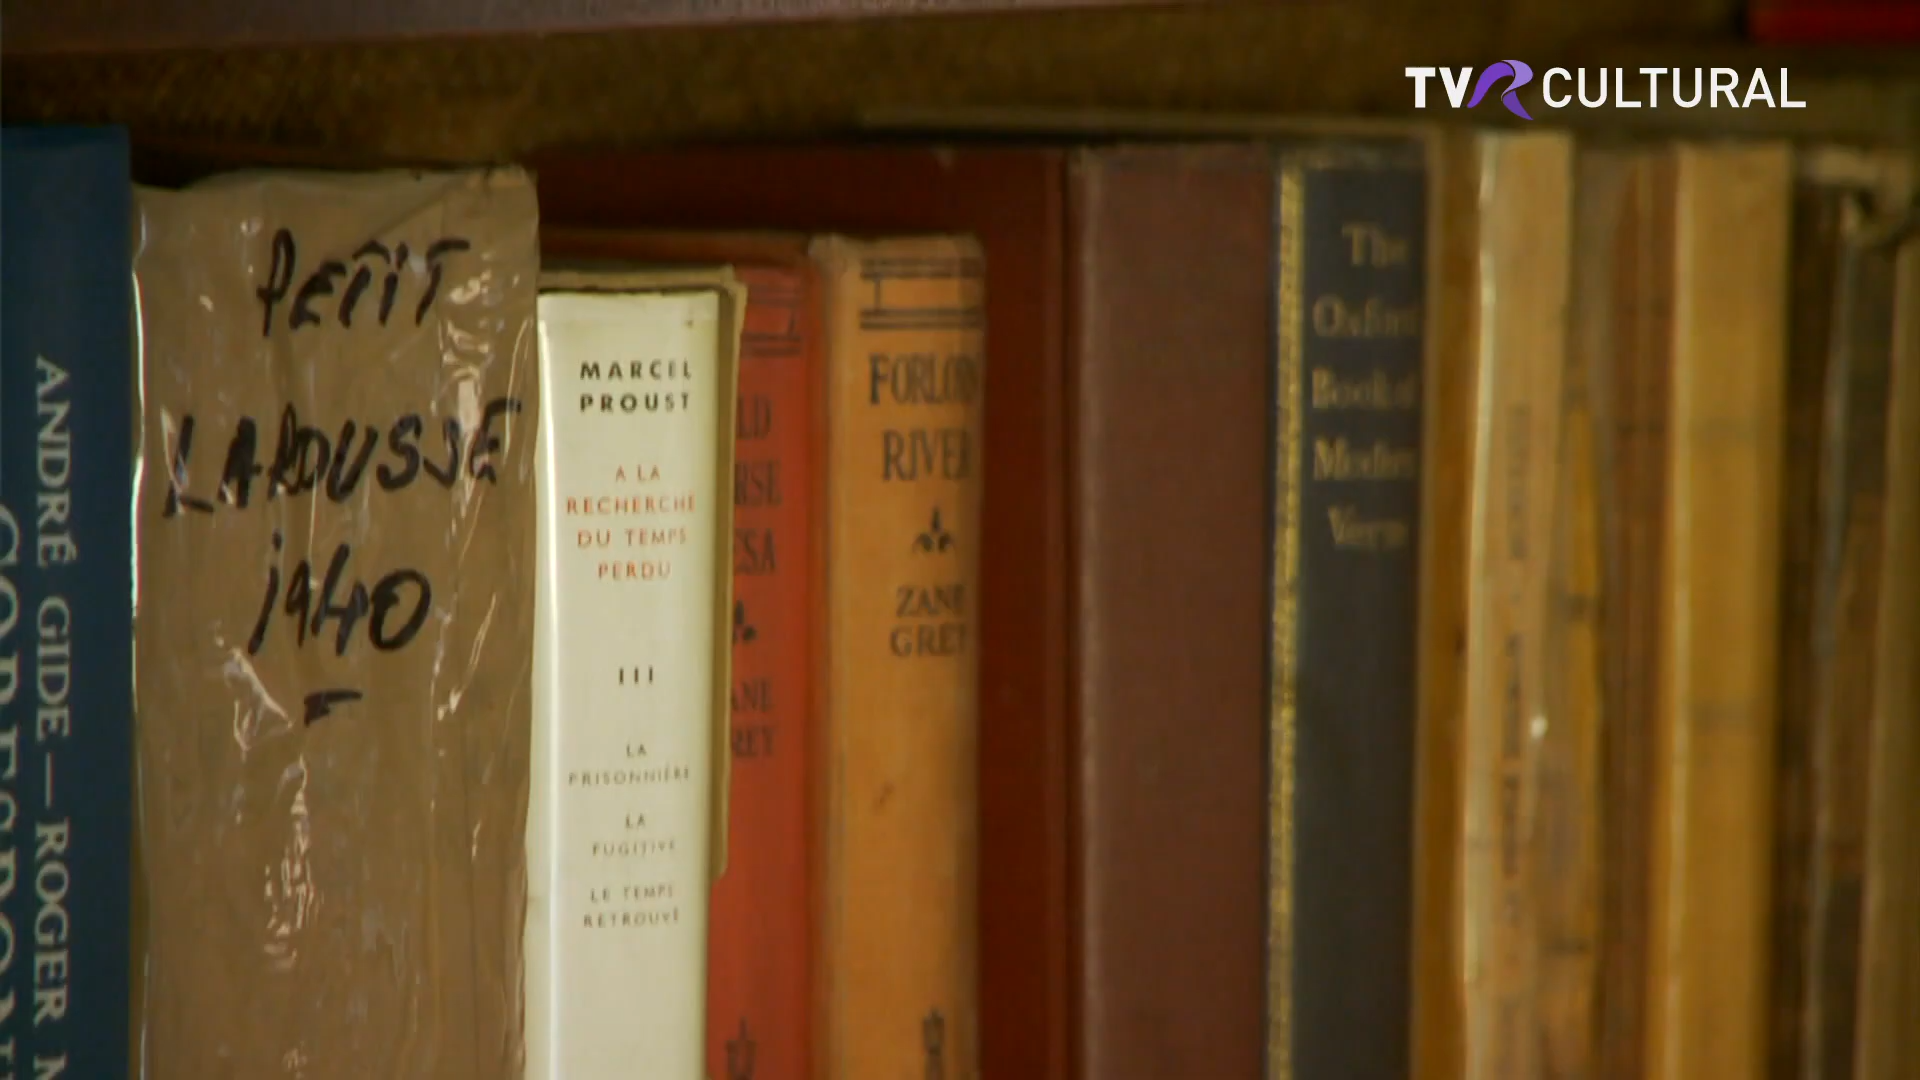 TVR CULTURAL
ANDRÉ GIDE — ROGER
PETIT
LAROUSSE
1940
MARCEL
PROUST
A LA
RECHERCHE
DU TEMPS
PERDU
III
LA
PRISONNIÈRE
LA
FUGITIVE
LE TEMPS
RETROUVÉ
FORLORN
RIVER
ZANE
GREY
The
Oxford
Book of
Modern
Verse